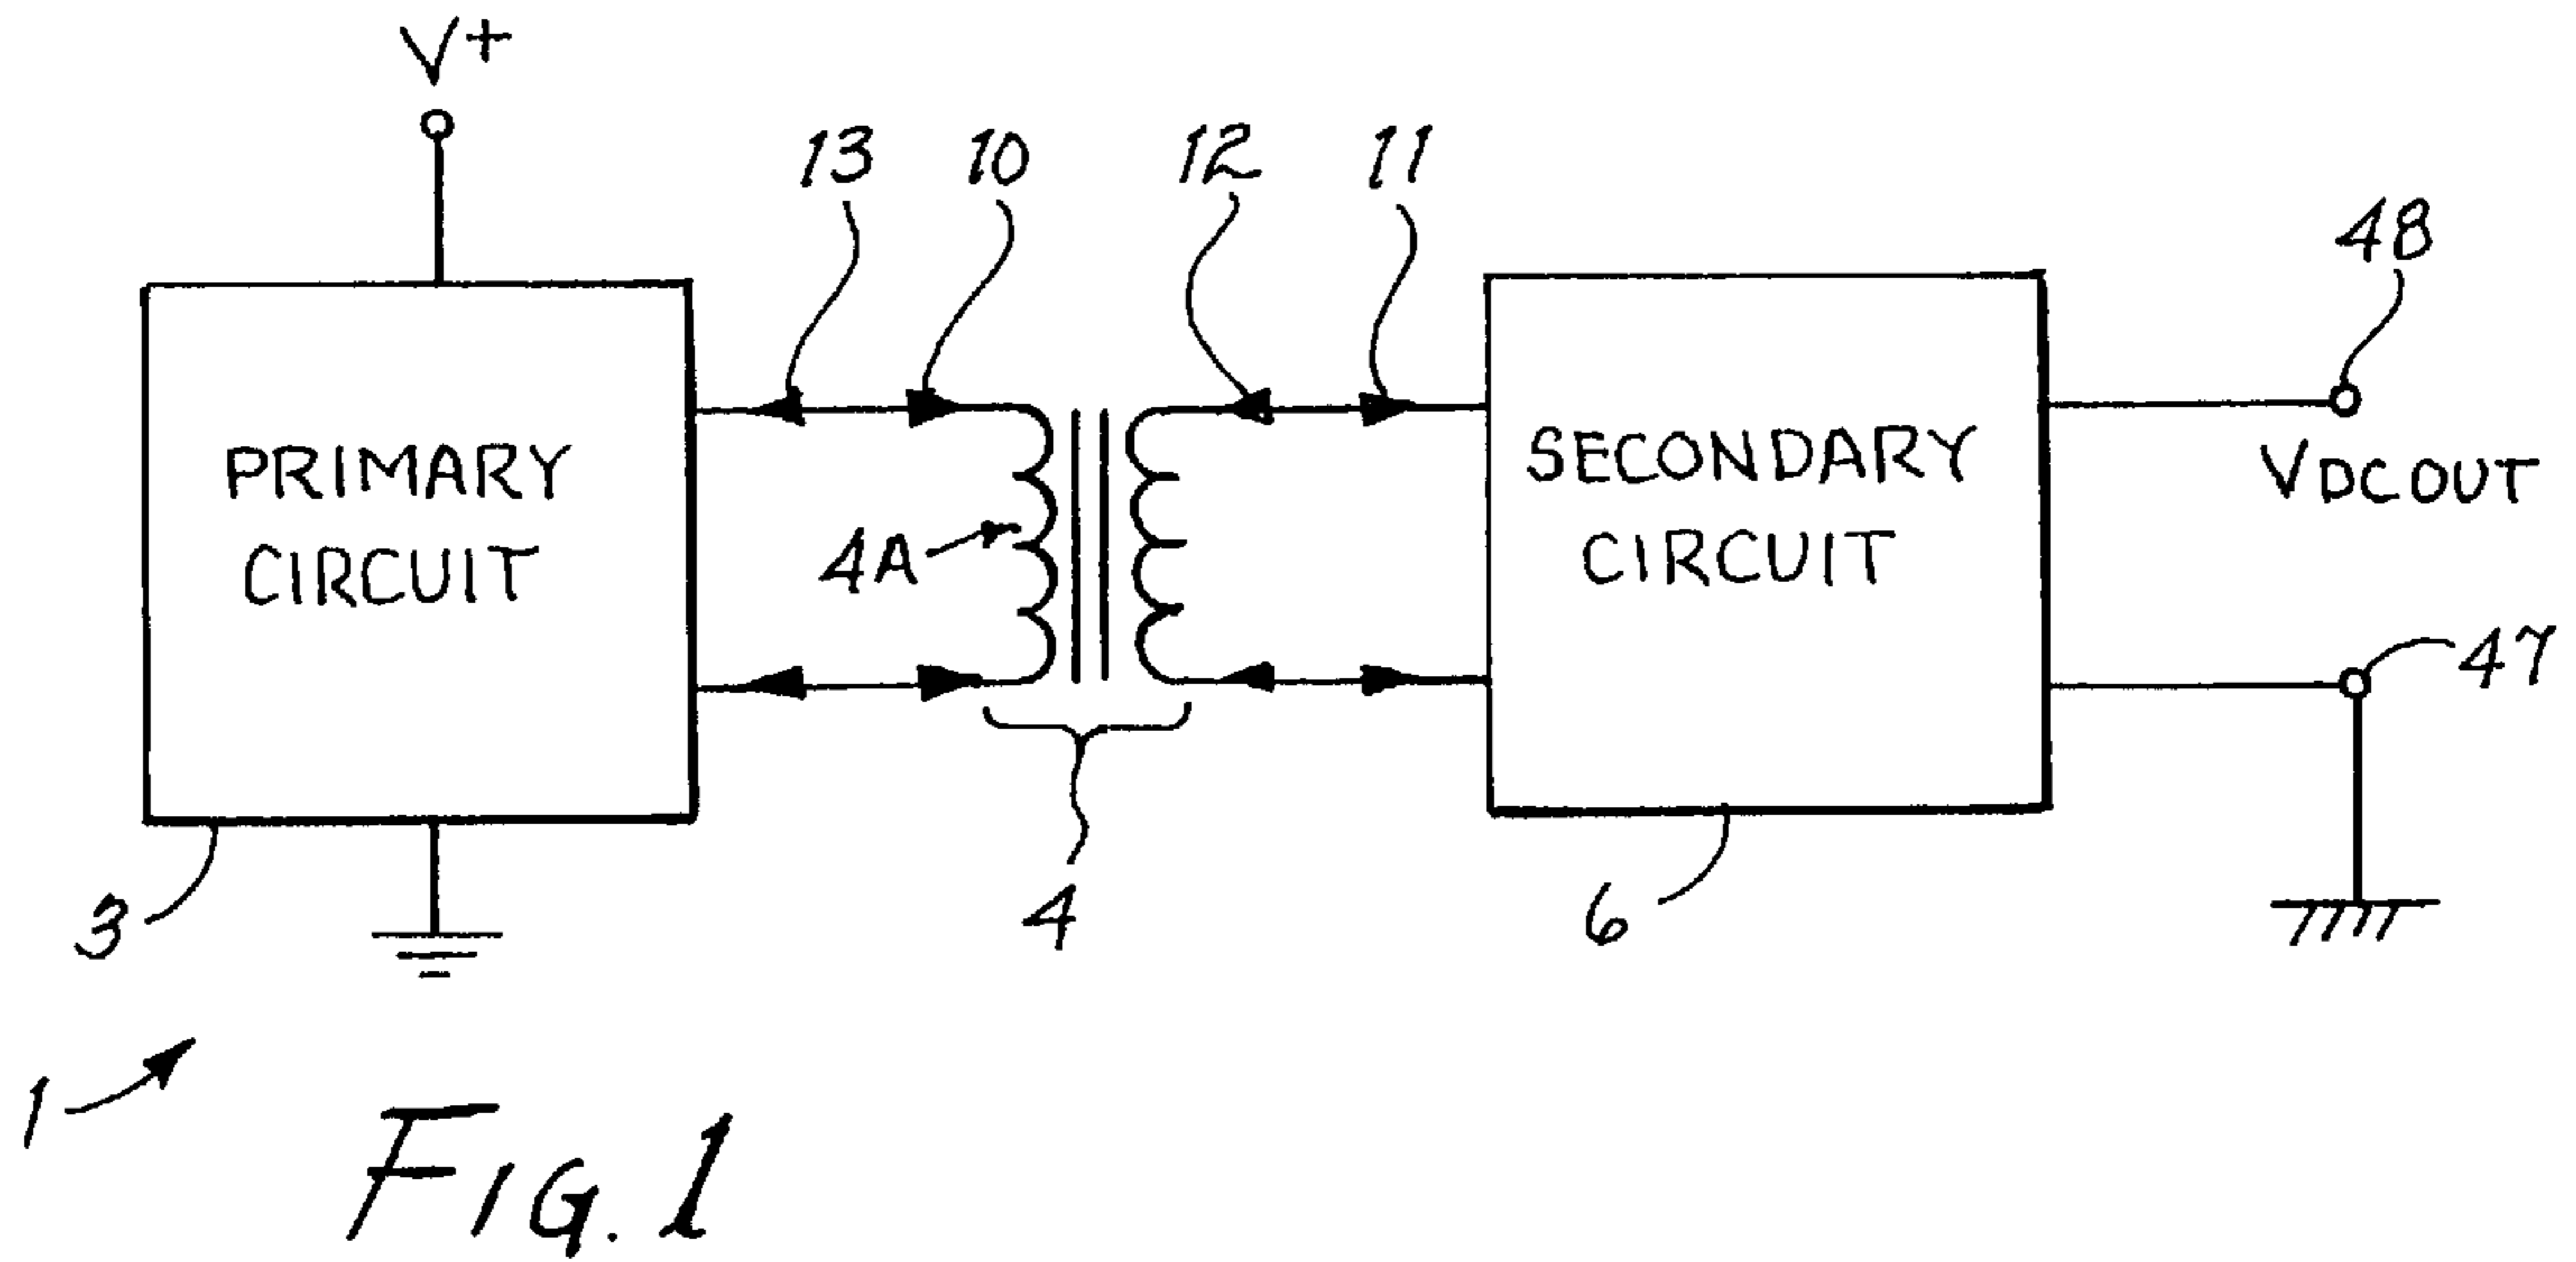 V+
13 10 12 11
48
PRIMARY
CIRCUIT
4A
SECONDARY
CIRCUIT
VDCOUT
47
3
4
6
1
FIG. 1